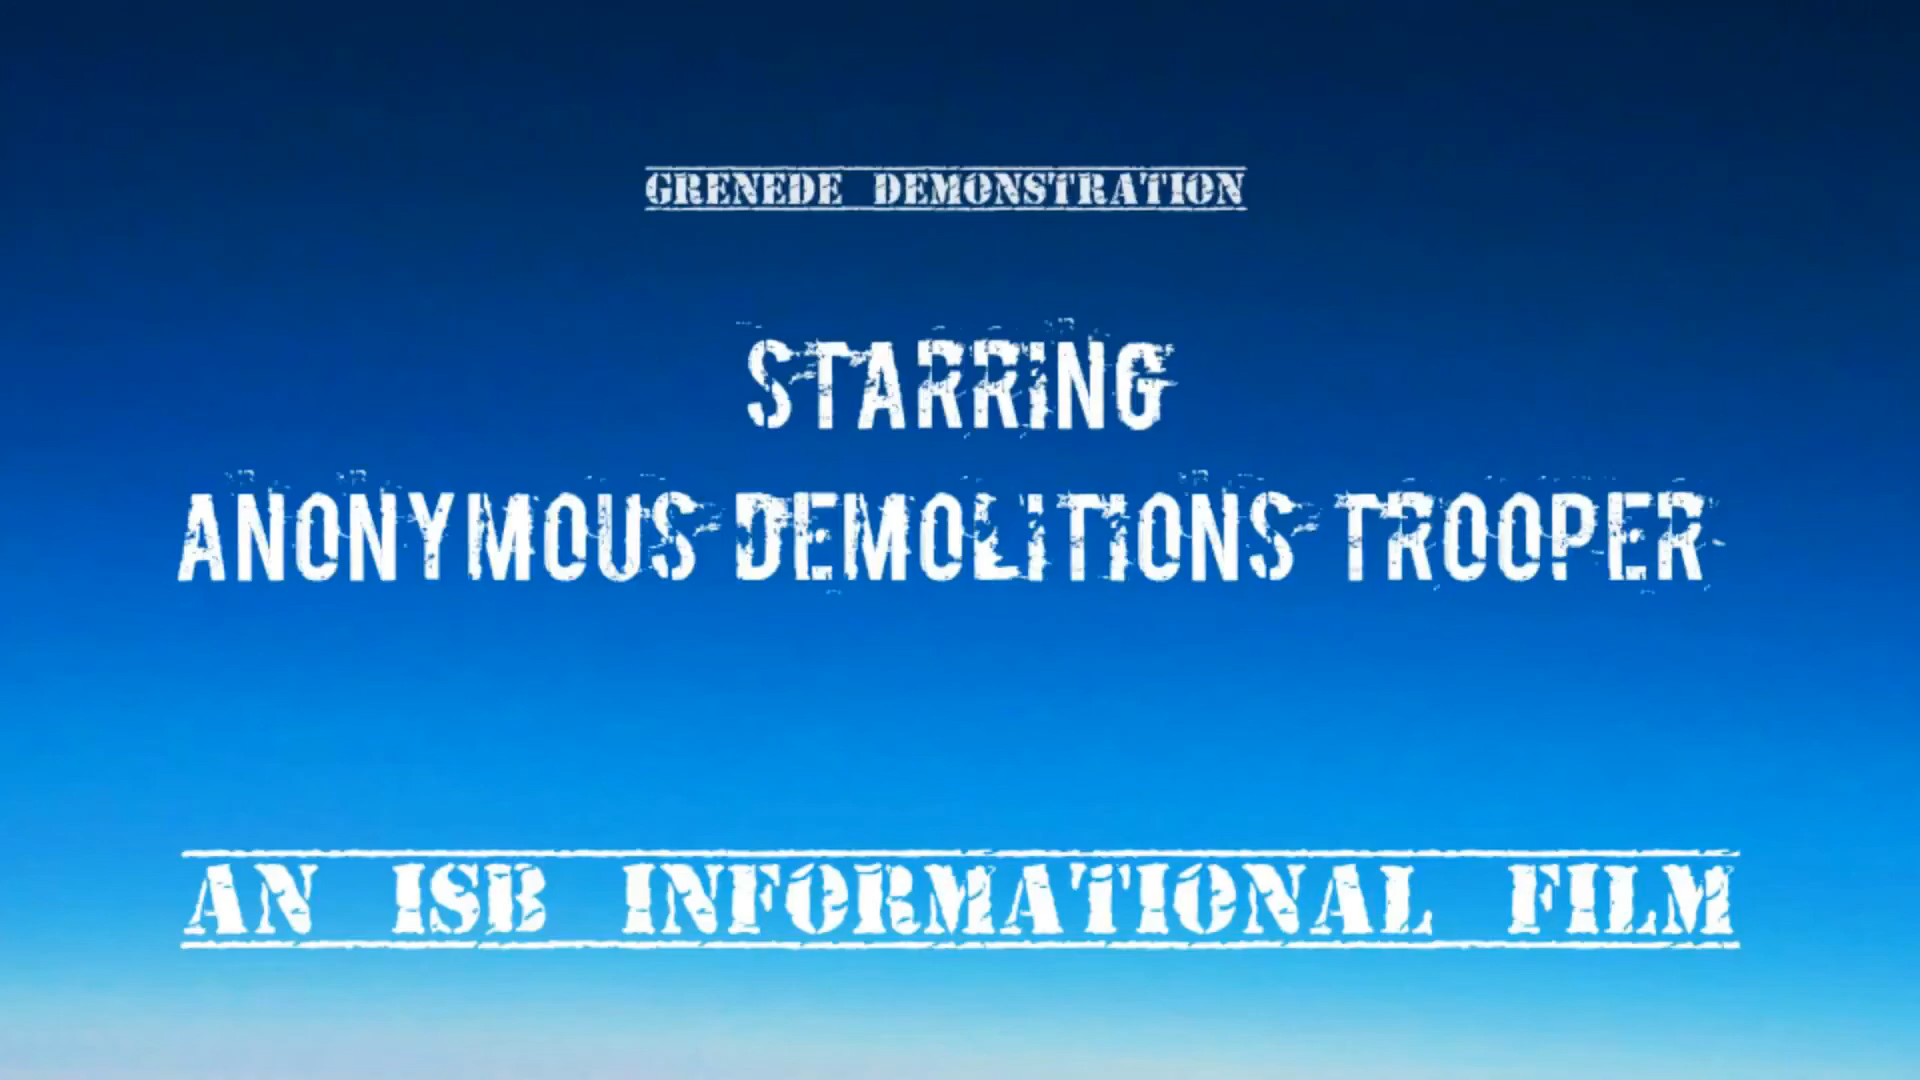 GRENEDE DEMONSTRATION
STARRING
ANONYMOUS DEMOLITIONS TROOPER
AN ISB INFORMATIONAL FILM